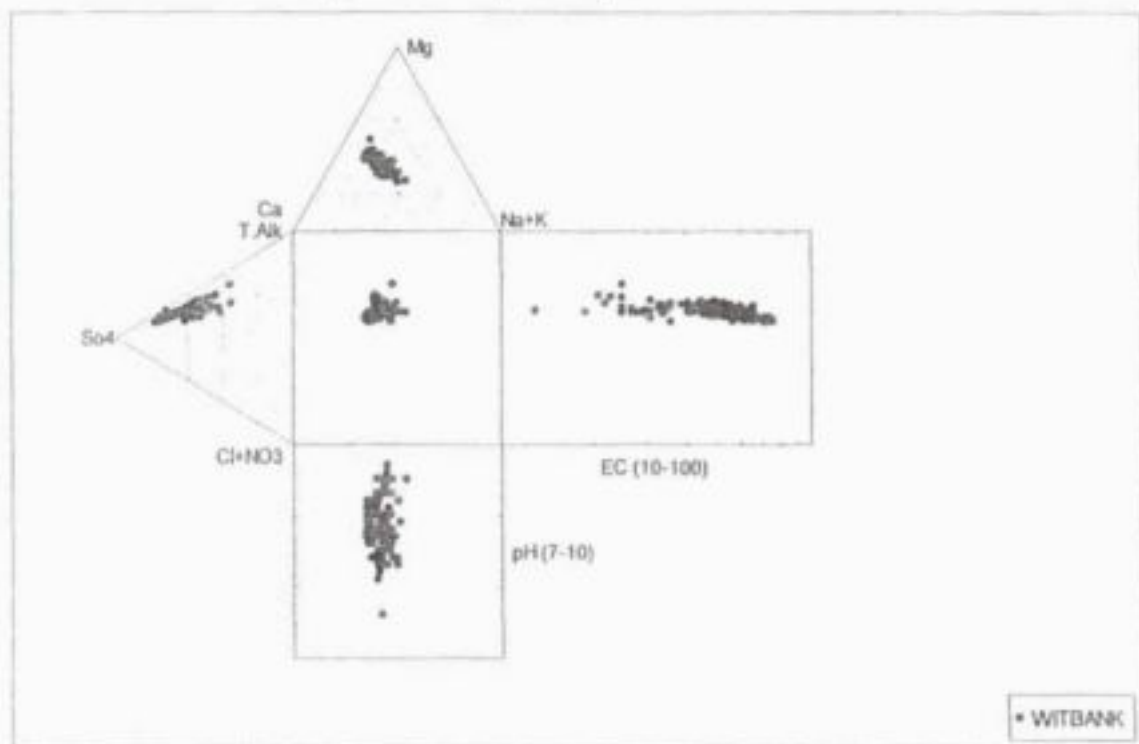 Mg
Ca
T.Alk
Na+K
So4
Cl+NO3
EC (10-100)
pH (7-10)
WITBANK